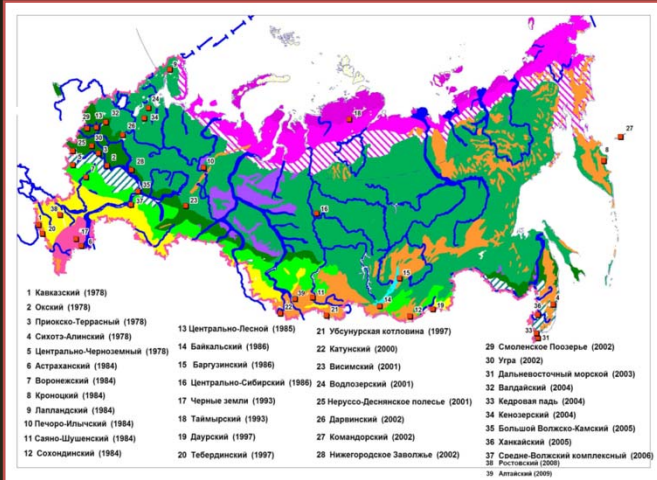 1 Кавказский (1978)
2 Окский (1978)
3 Приокско-Террасный (1978)
4 Сихотэ-Алинский (1978)
5 Центрально-Черноземный (1978)
6 Астраханский (1984)
7 Воронежский (1984)
8 Кроноцкий (1984)
9 Лапландский (1984)
10 Печоро-Илычский (1984)
11 Саяно-Шушенский (1984)
12 Сохондинский (1984)
13 Центрально-Лесной (1985)
14 Байкальский (1986)
15 Баргузинский (1986)
16 Центрально-Сибирский (1986)
17 Черные земли (1993)
18 Таймырский (1993)
19 Даурский (1997)
20 Тебердинский (1997)
21 Убсунурская котловина (1997)
22 Катунский (2000)
23 Висимский (2001)
24 Водлозерский (2001)
25 Неруссо-Деснянское полесье (2001)
26 Дарвинский (2002)
27 Командорский (2002)
28 Нижегородское Заволжье (2002)
29 Смоленское Поозерье (2002)
30 Угра (2002)
31 Дальневосточный морской (2003)
32 Валдайский (2004)
33 Кедровая падь (2004)
34 Кенозерский (2004)
35 Большой Волжско-Камский (2005)
36 Ханкайский (2005)
37 Средне-Волжский комплексный (2006)
38 Ростовский (2008)
39 Алтайский (2009)